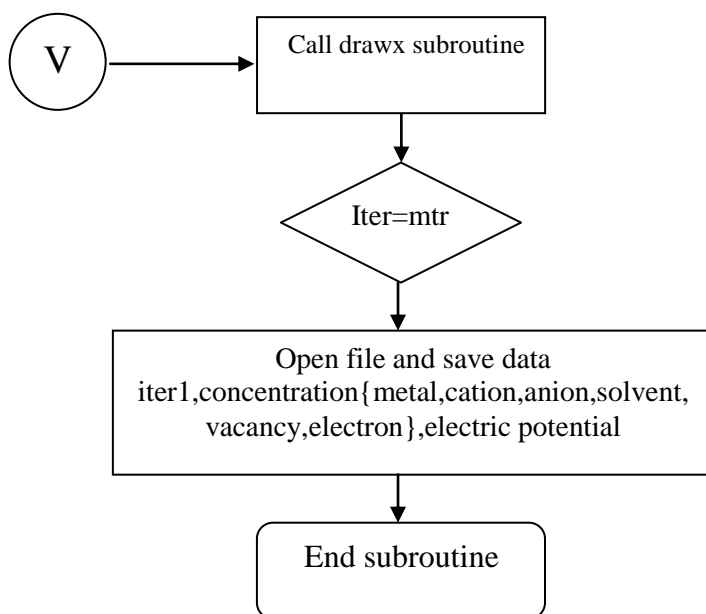 V
Call drawx subroutine
Iter=mtr
Open file and save data
iter1,concentration{metal,cation,anion,solvent,
vacancy,electron},electric potential
End subroutine